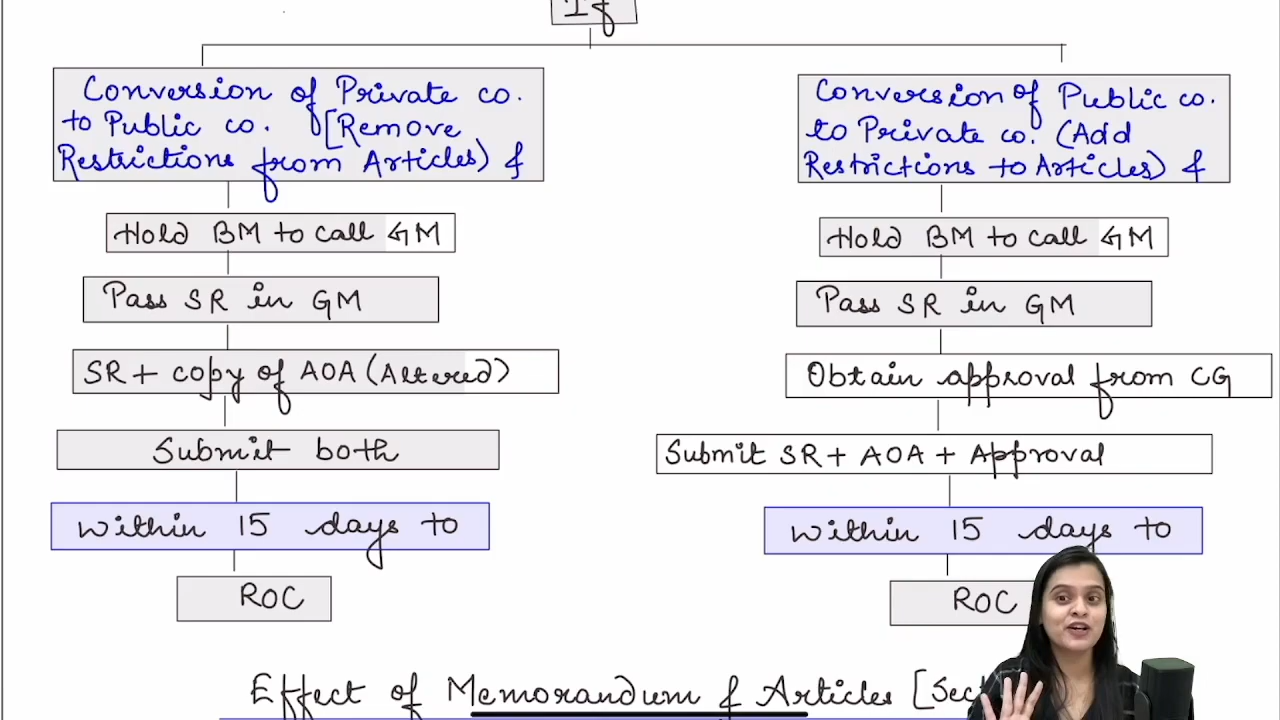 If
Conversion of Private co.
to Public co. [Remove
Restrictions from Articles) &
Hold BM to call GM
Pass SR in GM
SR + copy of AOA (Altered)
Submit both
within 15 days to
ROC
Conversion of Public co.
to Private co. (Add
Restrictions to Articles) &
Hold BM to call GM
Pass SR in GM
Obtain approval from CG
Submit SR + AOA + Approval
within 15 days to
ROC
Effect of Memorandum & Articles [Sec